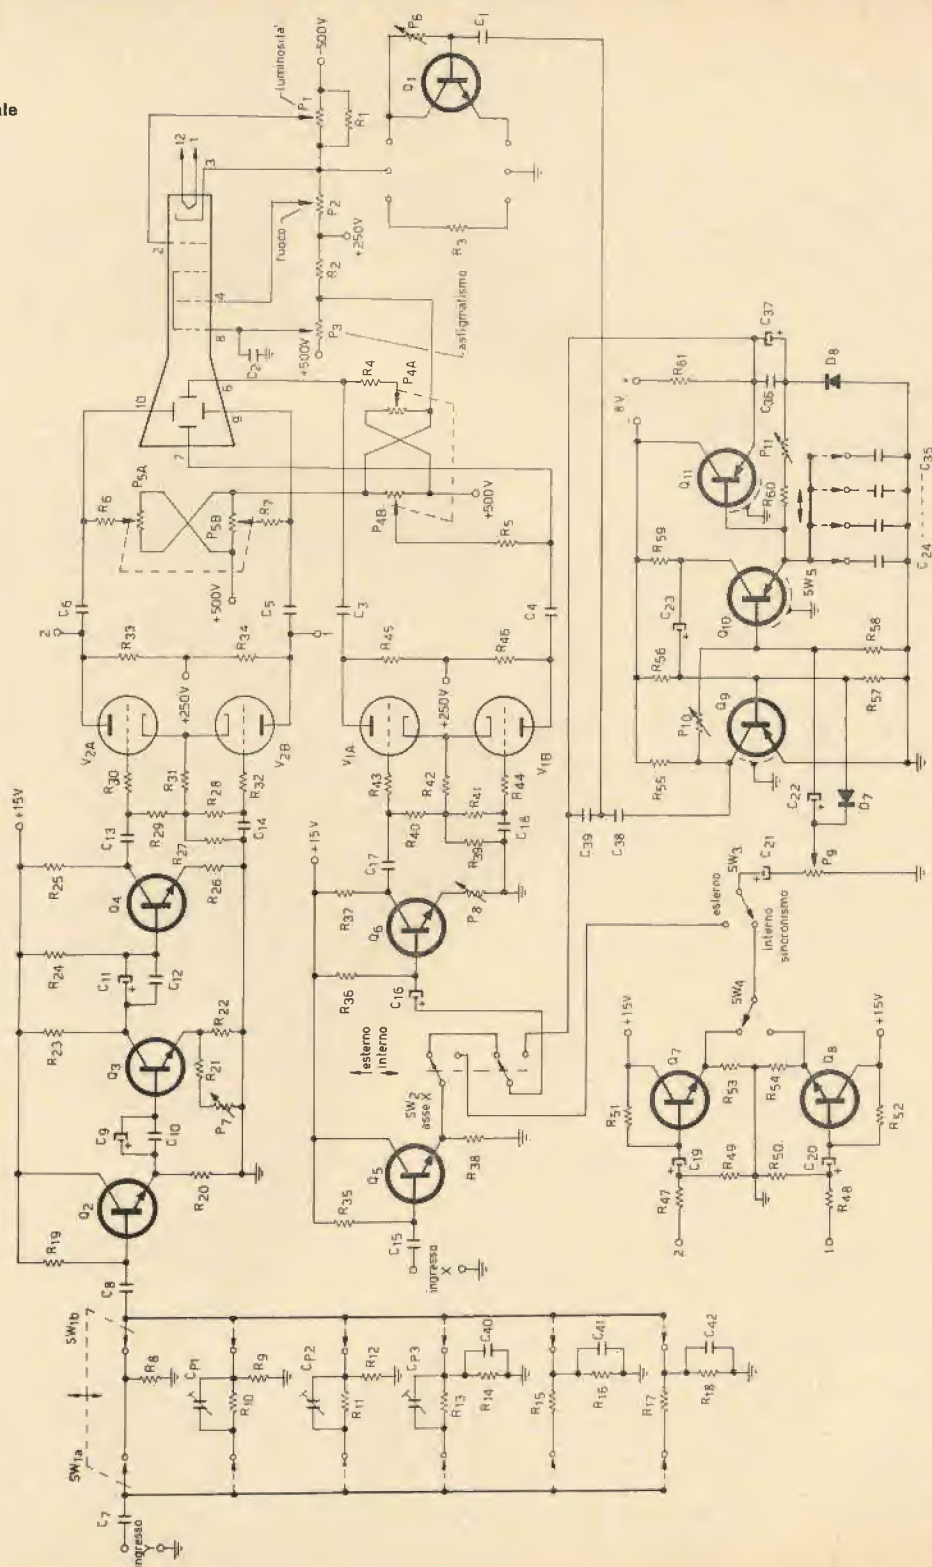 ale
-500V
luminosita'
P1
R1
P6
C1
Q1
12
1
3
2
P2
fuoco
+250V
R2
R3
4
8
C2
P3
+500V
astigmatismo
10
6
9
7
R4
P4A
P4B
+500V
R5
R6
P5A
P5B
R7
+500V
2
C6
C5
1
C3
C4
R33
R34
+250V
R45
R46
+250V
V2A
V2B
V1A
V1B
R30
R31
R28
R32
R29
R27
C13
C14
R43
R42
R41
R44
R40
R39
C17
C18
+15V
R25
Q4
R26
R24
C11
C12
R23
Q3
R22
R21
P7
C9
C10
Q2
R20
R19
C8
+15V
R37
Q6
P8
R36
C16
esterno
interno
SW2
asse X
Q5
R38
R35
C15
ingresso
X
SW1b
7
SW1a
C7
ingresso
Y
R8
CP1
R9
R10
CP2
R12
R11
CP3
C40
R13
R14
C41
R15
R16
C42
R17
R18
C39
C38
8V
+
R61
C37
C36
D8
Q11
P11
R60
C35
C24
R59
C23
Q10
SW5
R56
R58
P10
Q9
R57
R55
C22
D7
C21
P9
SW3
esterno
interno
sincronismo
SW4
+15V
Q7
R51
R53
R54
Q8
+15V
R52
C19
R49
R50
C20
R47
R48
2
1